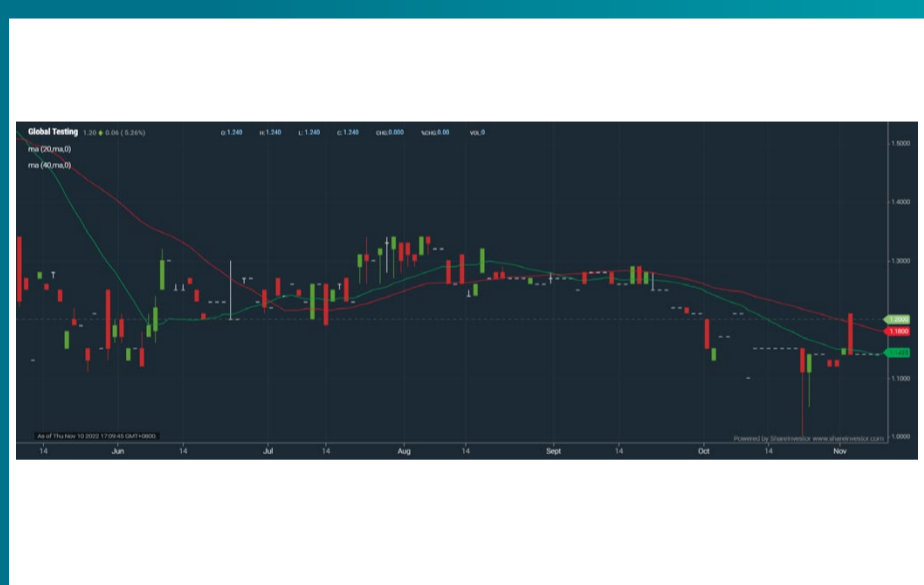 Global Testing 1.20 0.06 ( 5.26%) O:1.240 H:1.240 L:1.240 C:1.240 CHG:0.000 %CHG:0.00 VOL:0
ma (20,ma,0)
ma (40,ma,0)
1.5000
1.4000
1.3000
1.2000
1.1800
1.1000
1.0000
As of Thu Nov 10 2022 17:09:45 GMT+0800
Powered by ShareInvestor www.shareinvestor.com
14 Jun 14 Jul 14 Aug 14 Sept 14 Oct 14 Nov